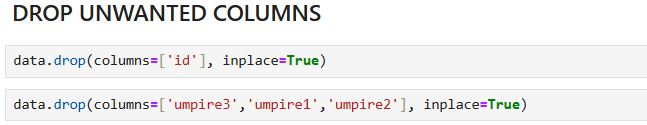 DROP UNWANTED COLUMNS
data.drop(columns=['id'], inplace=True)
data.drop(columns=['umpire3','umpire1','umpire2'], inplace=True)